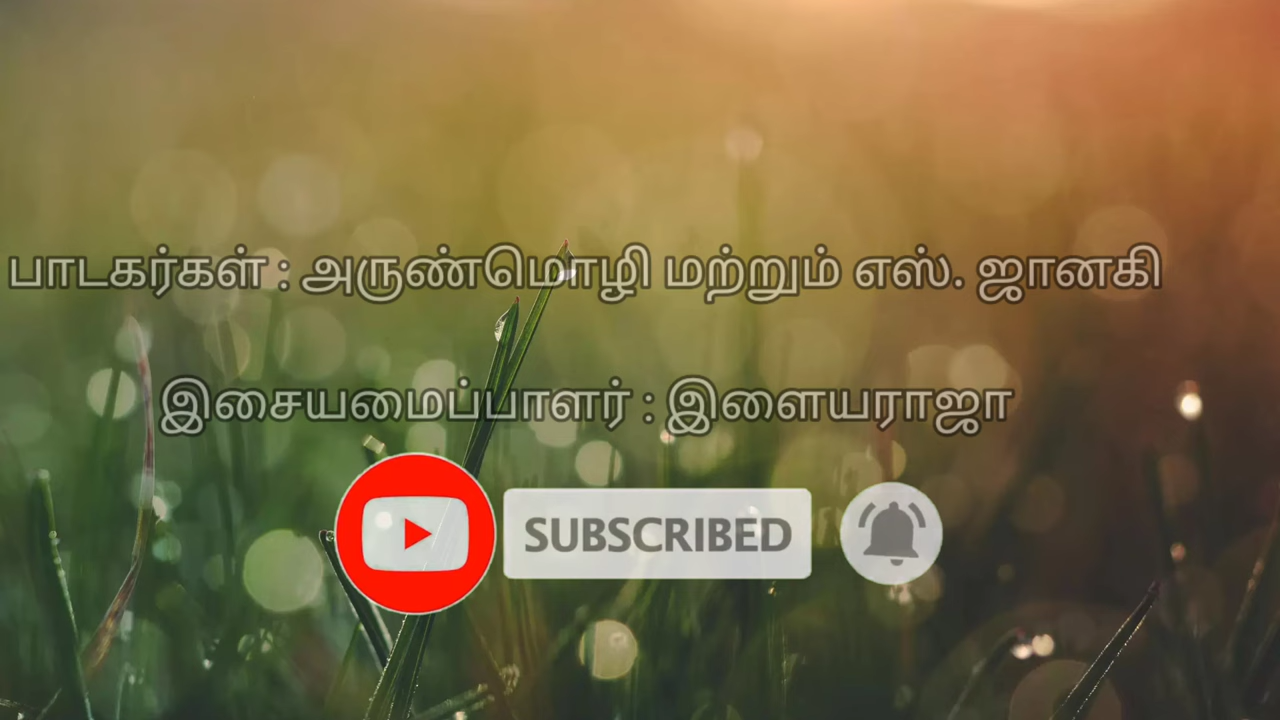 பாடகர்கள் : அருண்மொழி மற்றும் எஸ். ஜானகி
இசையமைப்பாளர் : இளையராஜா
SUBSCRIBED